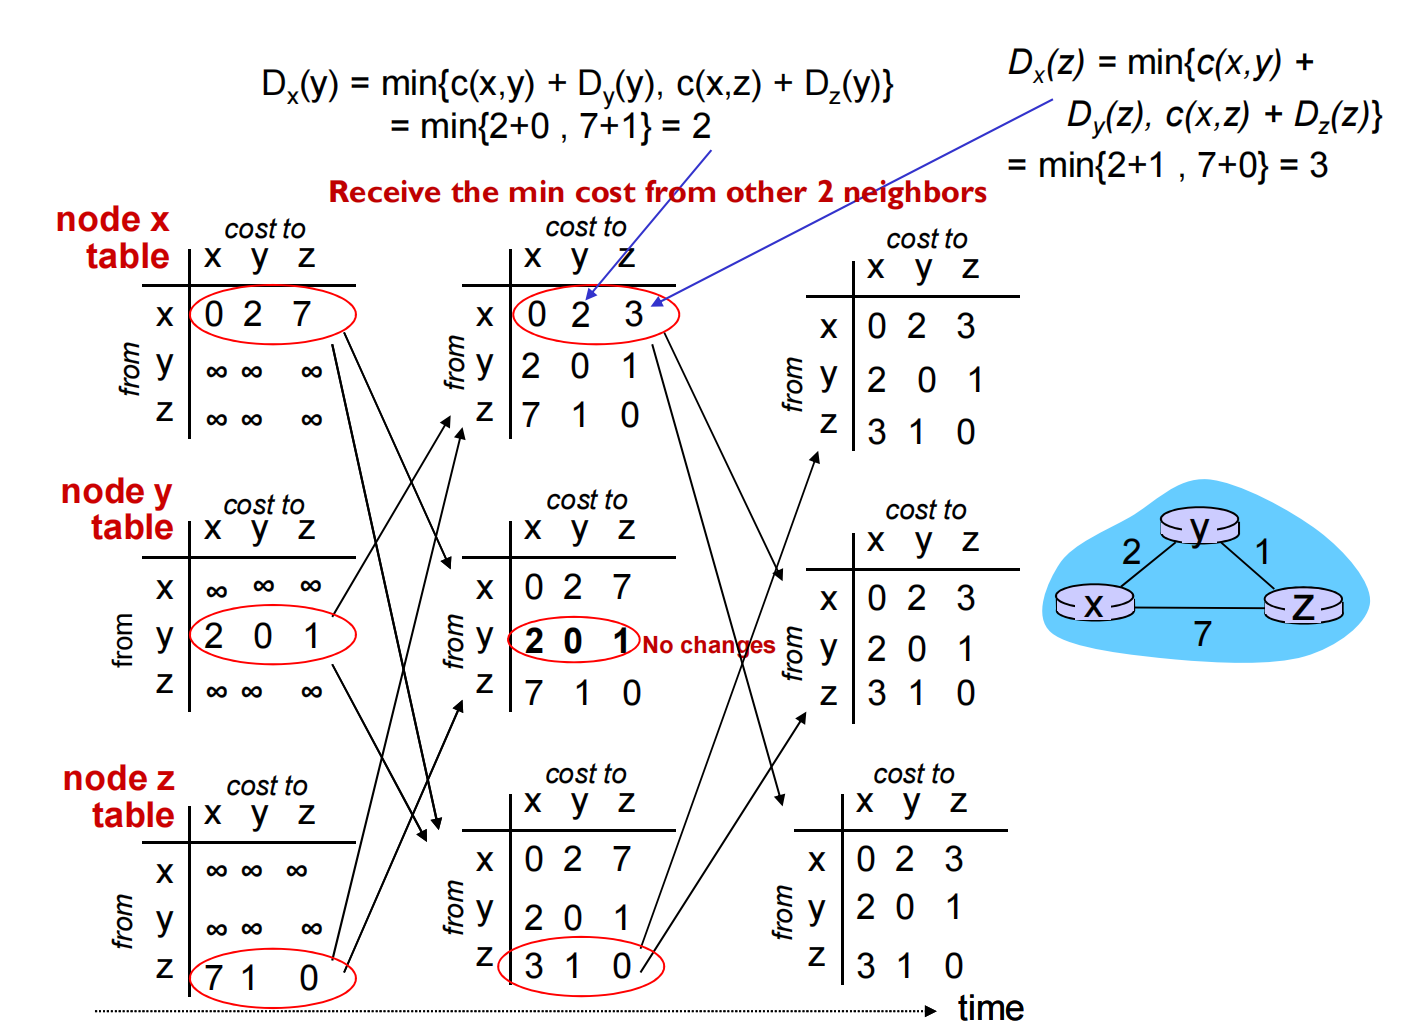 D_x(y) = min{c(x,y) + D_y(y), c(x,z) + D_z(y)}
= min{2+0 , 7+1} = 2
D_x(z) = min{c(x,y) +
D_y(z), c(x,z) + D_z(z)}
= min{2+1 , 7+0} = 3
Receive the min cost from other 2 neighbors
node x
table
cost to
x y z
from
x 0 2 7
y ∞ ∞ ∞
z ∞ ∞ ∞
cost to
x y z
from
x 0 2 3
y 2 0 1
z 7 1 0
cost to
x y z
from
x 0 2 3
y 2 0 1
z 3 1 0
node y
table
cost to
x y z
from
x ∞ ∞ ∞
y 2 0 1
z ∞ ∞ ∞
cost to
x y z
from
x 0 2 7
y 2 0 1 No changes
z 7 1 0
cost to
x y z
from
x 0 2 3
y 2 0 1
z 3 1 0
y
2 1
x z
7
node z
table
cost to
x y z
from
x ∞ ∞ ∞
y ∞ ∞ ∞
z 7 1 0
cost to
x y z
from
x 0 2 7
y 2 0 1
z 3 1 0
cost to
x y z
from
x 0 2 3
y 2 0 1
z 3 1 0
time